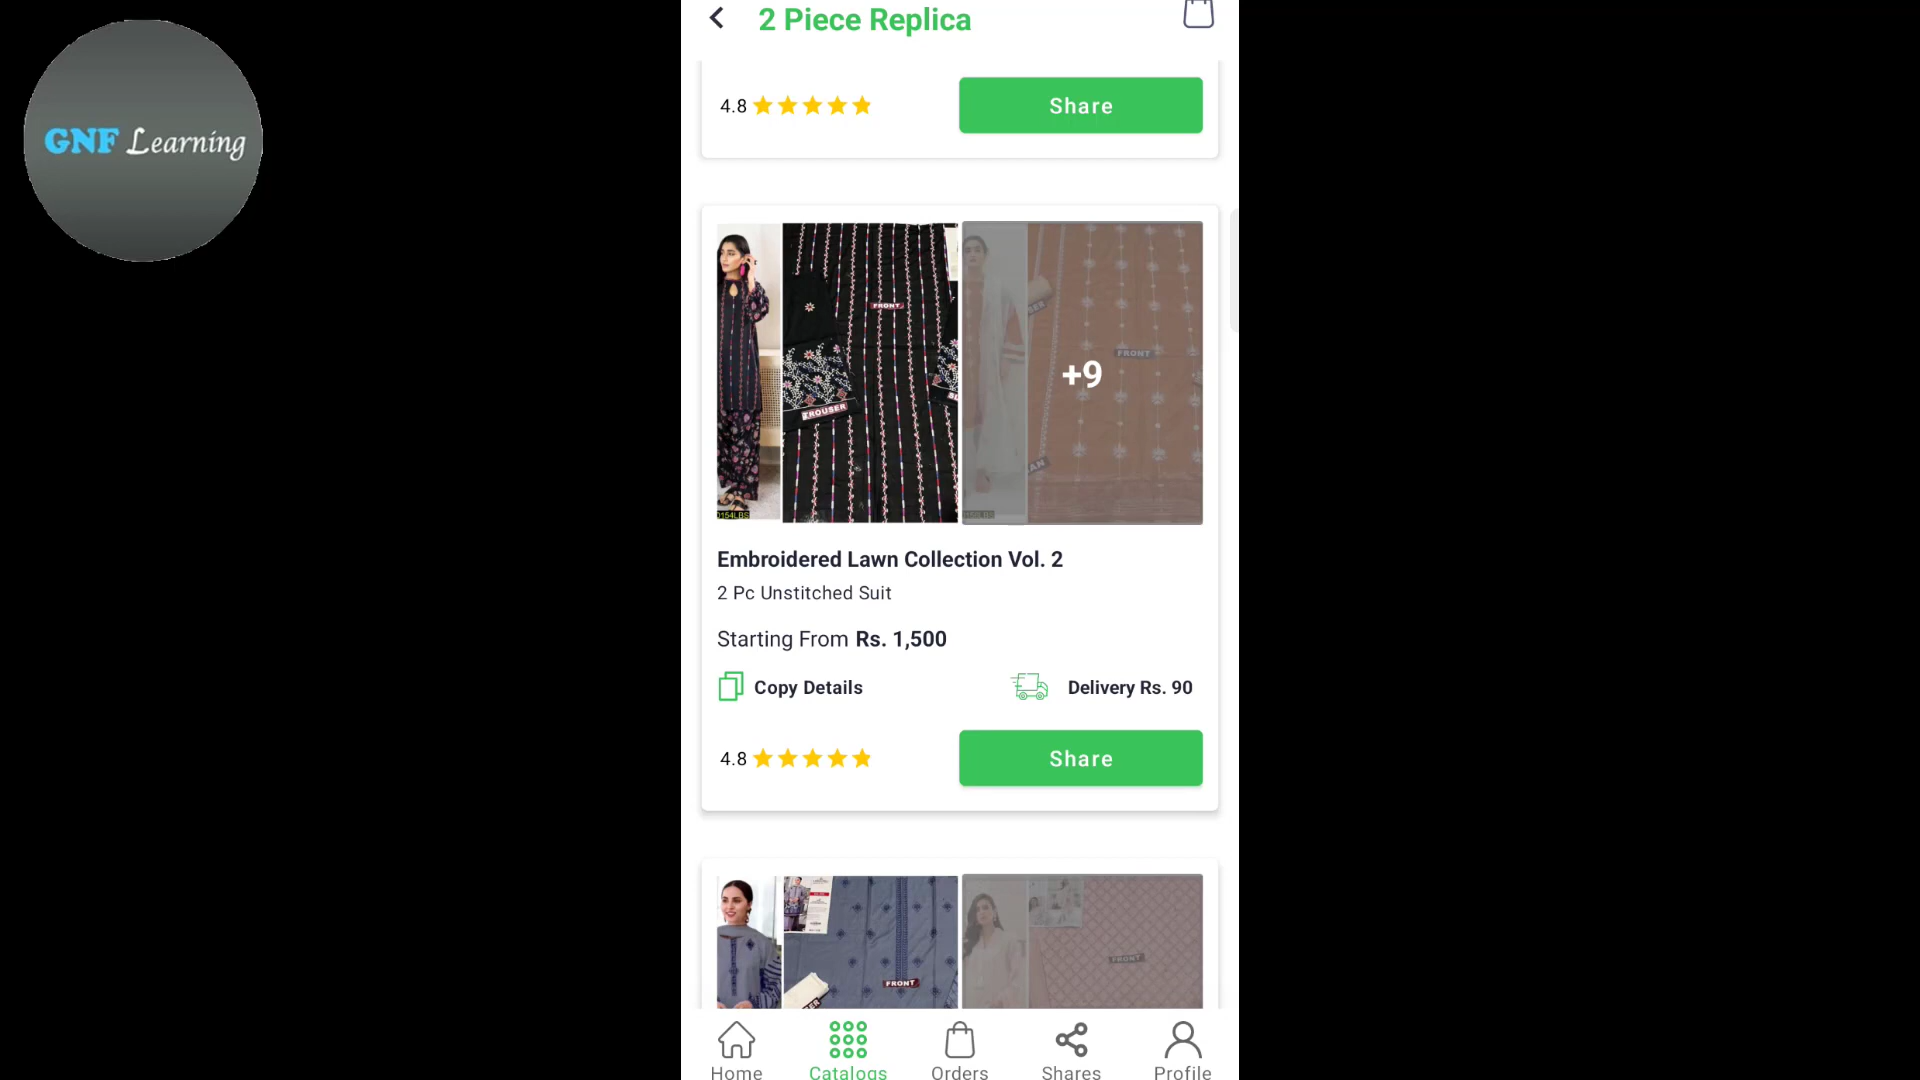 GNF Learning
2 Piece Replica
4.8
Share
FRONT
TROUSER
0154LBS
FRONT
+9
Embroidered Lawn Collection Vol. 2
2 Pc Unstitched Suit
Starting From Rs. 1,500
Copy Details
Delivery Rs. 90
4.8
Share
FRONT
FRONT
Home
Catalogs
Orders
Shares
Profile